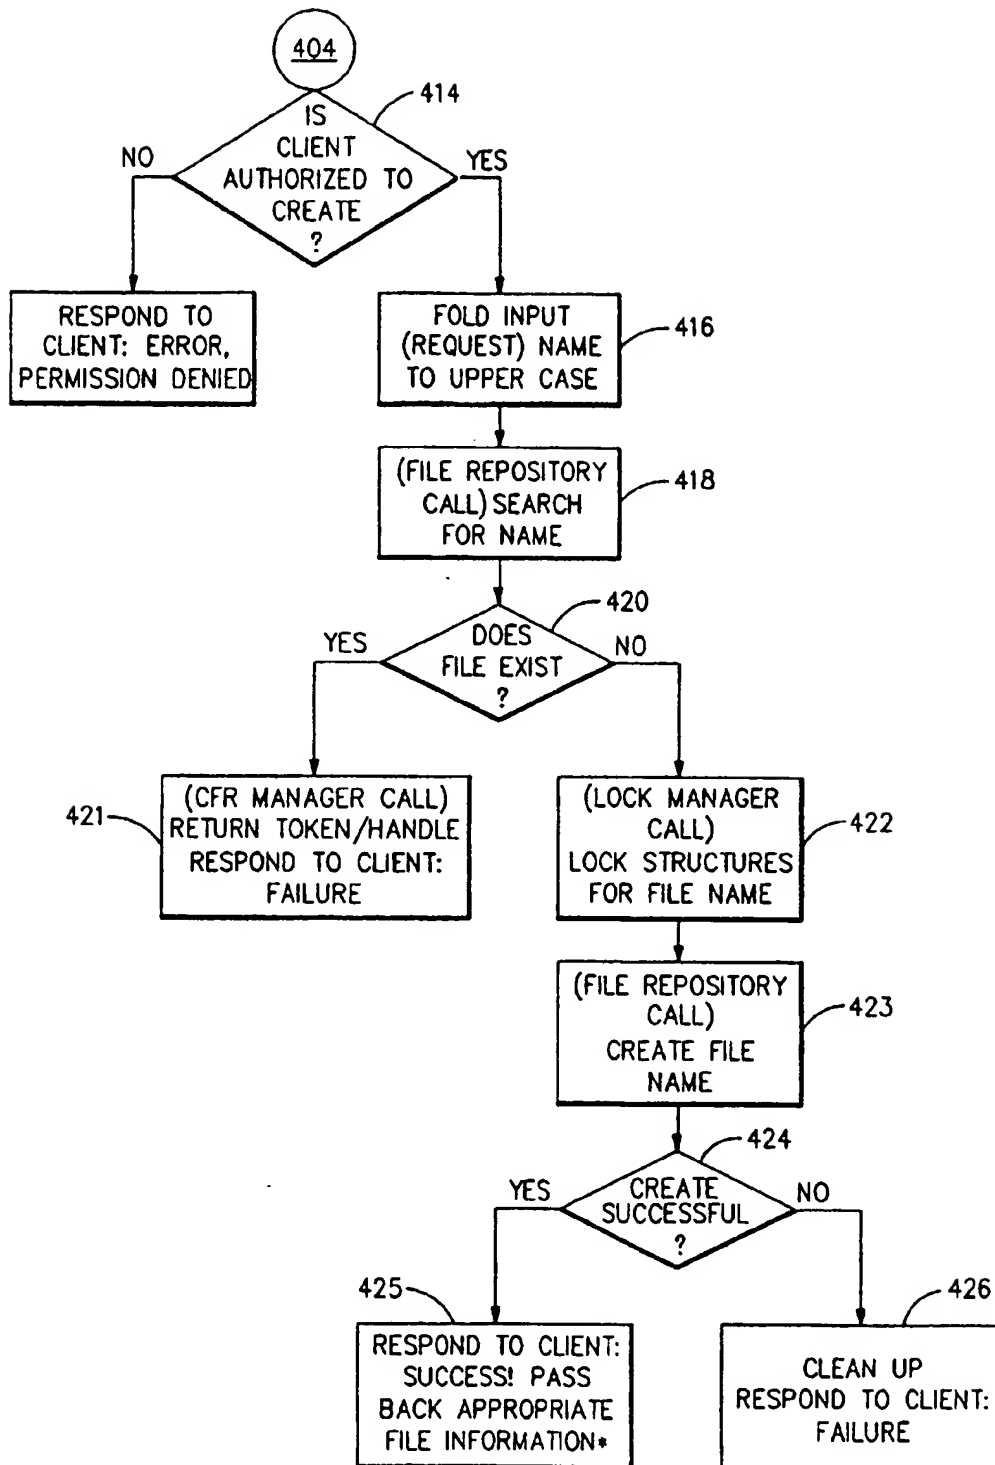 404
414
IS
CLIENT
AUTHORIZED TO
CREATE
?
NO
YES
RESPOND TO
CLIENT: ERROR,
PERMISSION DENIED
FOLD INPUT
(REQUEST) NAME
TO UPPER CASE
416
(FILE REPOSITORY
CALL) SEARCH
FOR NAME
418
420
DOES
FILE EXIST
?
YES
NO
421
(CFR MANAGER CALL)
RETURN TOKEN/HANDLE
RESPOND TO CLIENT:
FAILURE
(LOCK MANAGER
CALL)
LOCK STRUCTURES
FOR FILE NAME
422
(FILE REPOSITORY
CALL)
CREATE FILE
NAME
423
424
CREATE
SUCCESSFUL
?
YES
NO
425
RESPOND TO CLIENT:
SUCCESS! PASS
BACK APPROPRIATE
FILE INFORMATION*
426
CLEAN UP
RESPOND TO CLIENT:
FAILURE